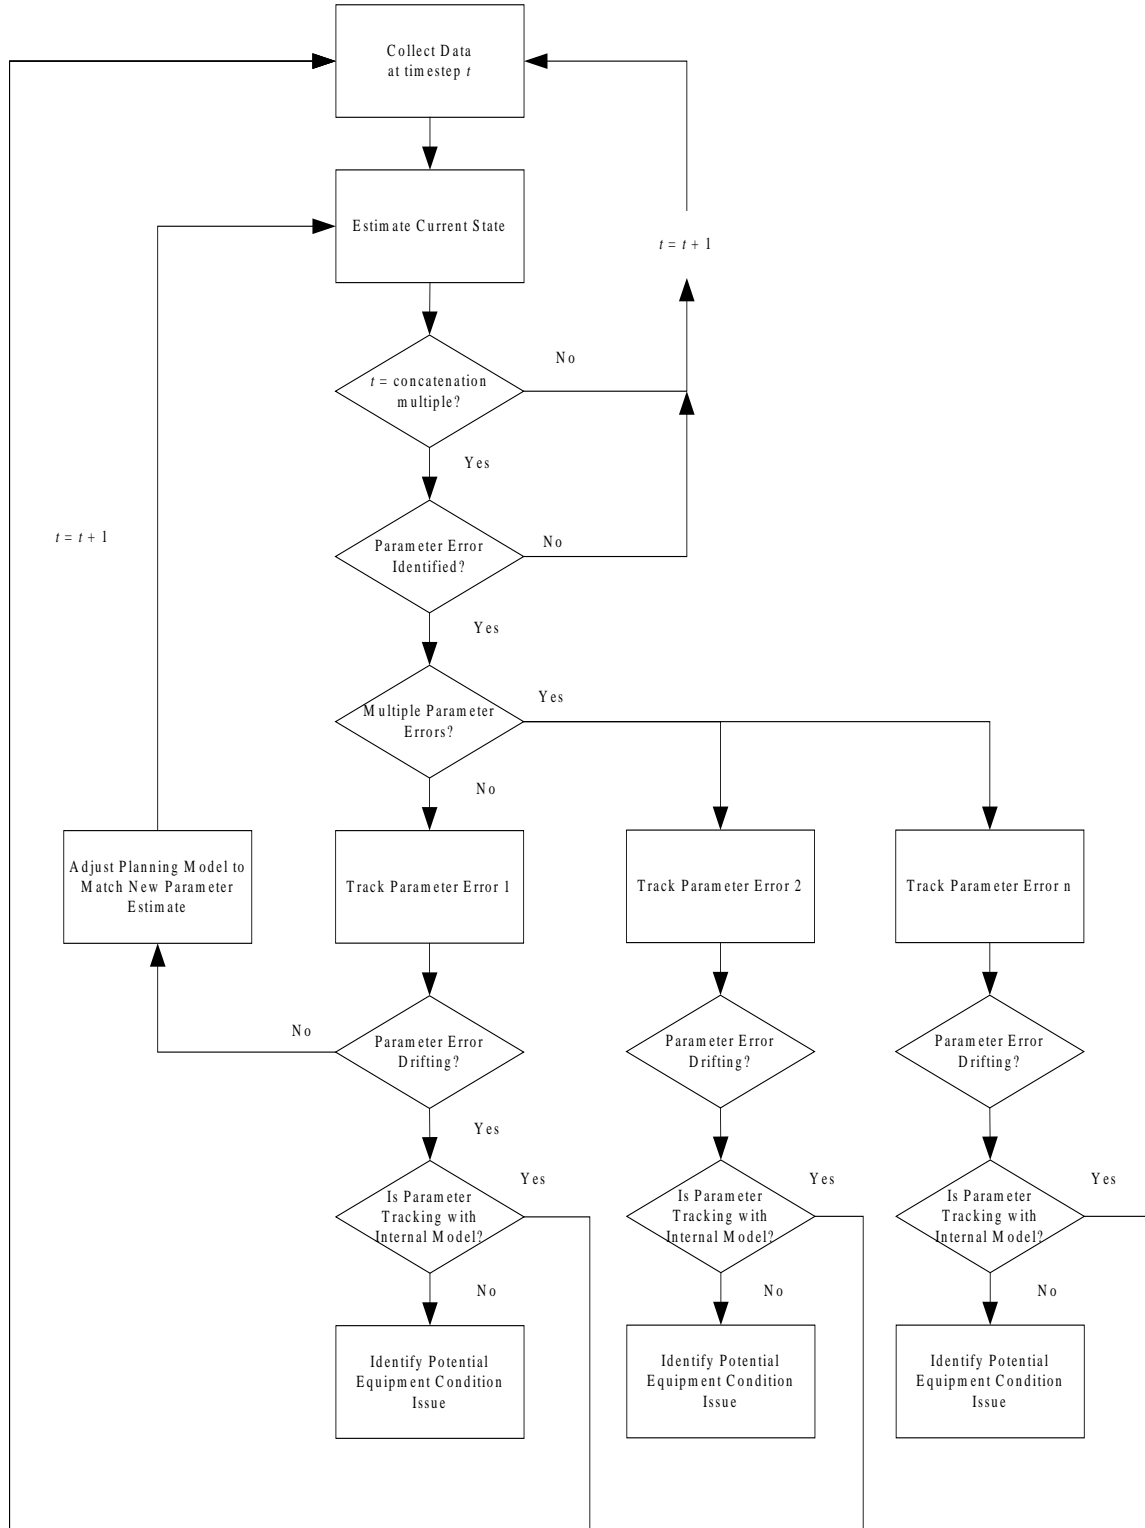 Collect Data
at timestep t
Estimate Current State
t = t + 1
No
t = concatenation
multiple?
Yes
t = t + 1
No
Parameter Error
Identified?
Yes
Yes
Multiple Parameter
Errors?
No
Adjust Planning Model to
Match New Parameter
Estimate
Track Parameter Error 1
Track Parameter Error 2
Track Parameter Error n
No
Parameter Error
Drifting?
Parameter Error
Drifting?
Parameter Error
Drifting?
Yes
Yes
Yes
Yes
Is Parameter
Tracking with
Internal Model?
Is Parameter
Tracking with
Internal Model?
Is Parameter
Tracking with
Internal Model?
No
No
No
Identify Potential
Equipment Condition
Issue
Identify Potential
Equipment Condition
Issue
Identify Potential
Equipment Condition
Issue